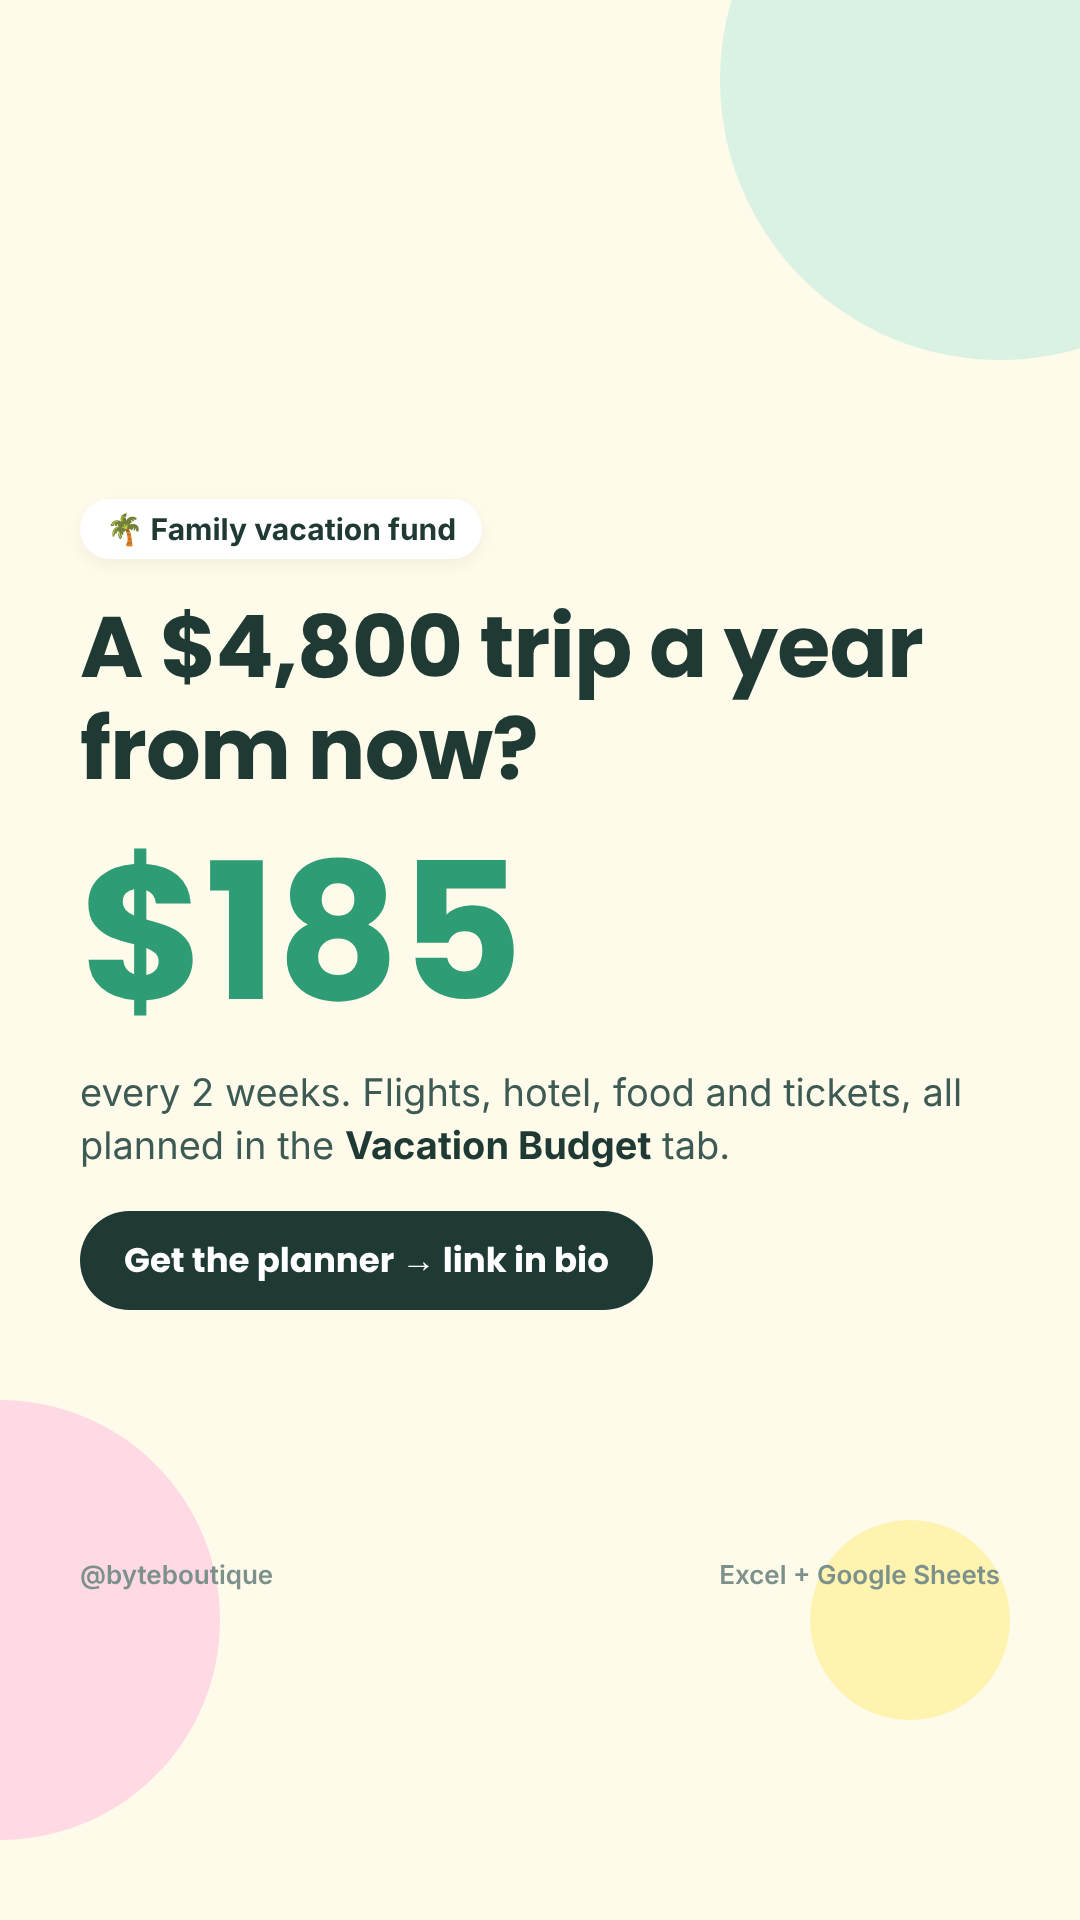 🌴 Family vacation fund
A $4,800 trip a year
from now?
$185
every 2 weeks. Flights, hotel, food and tickets, all
planned in the Vacation Budget tab.
Get the planner → link in bio
@byteboutique
Excel + Google Sheets